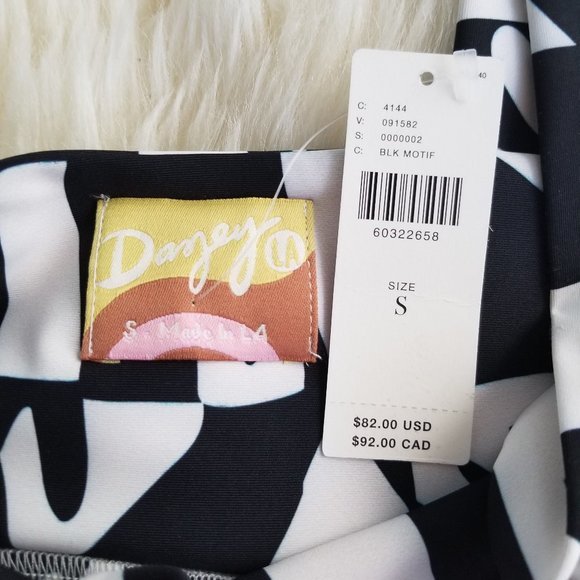 Dazey LA
S - Made in LA
40
C: 4144
V: 091582
S: 0000002
C: BLK MOTIF
60322658
SIZE
S
$82.00 USD
$92.00 CAD